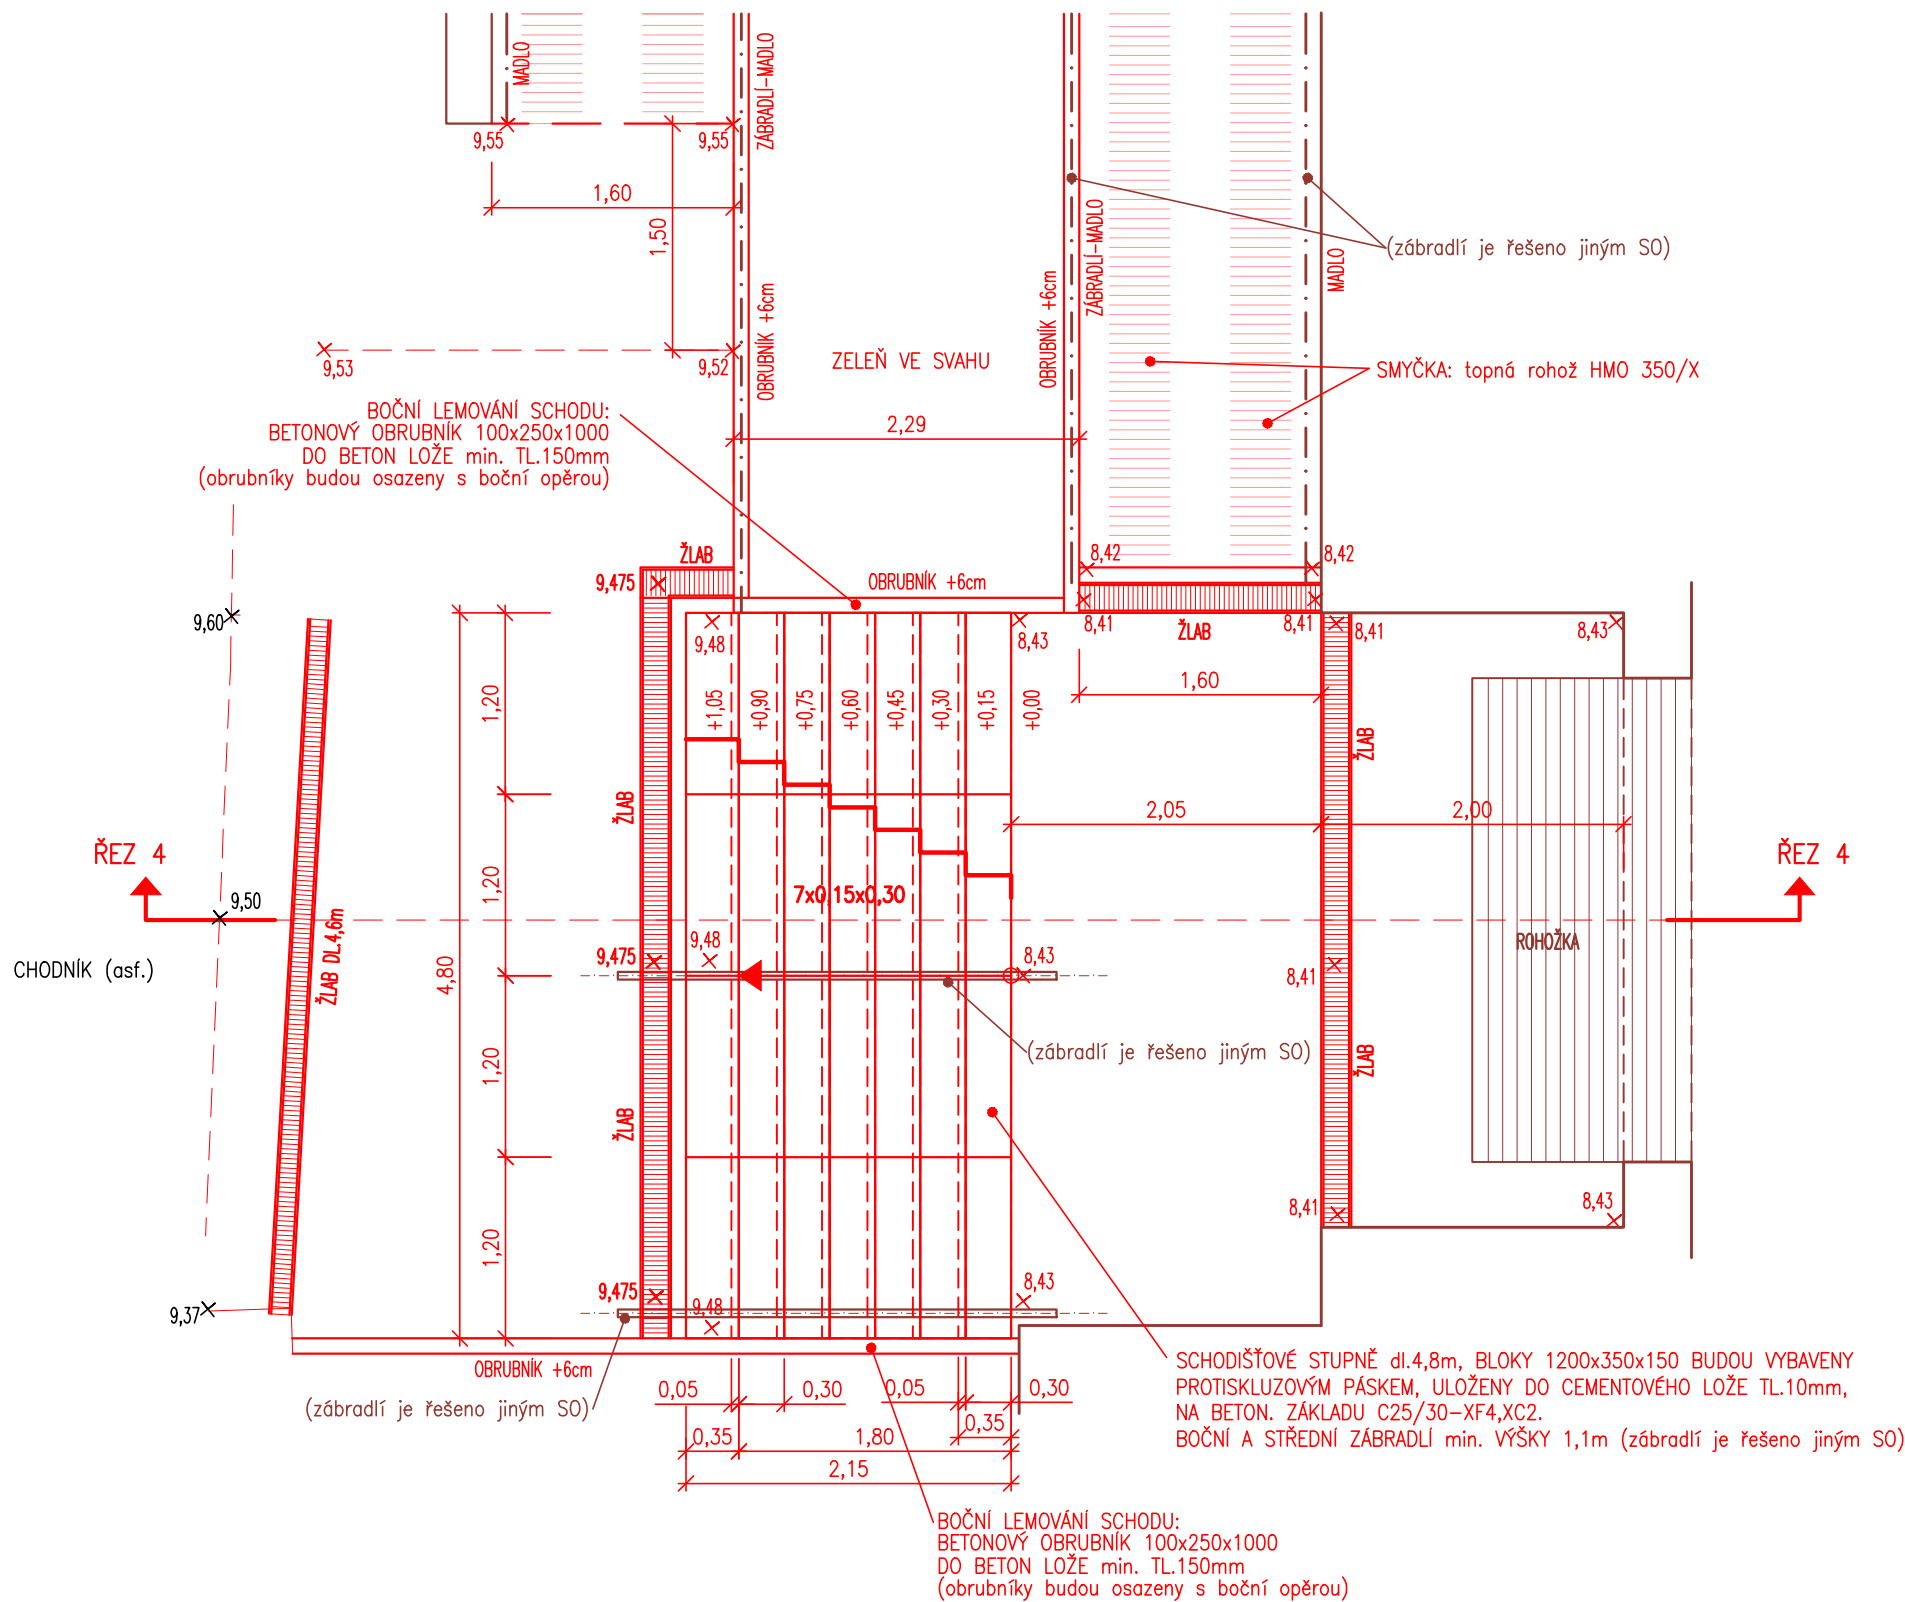 MADLO
ZÁBRADLÍ-MADLO
9,55
9,55
1,60
1,50
ZÁBRADLÍ-MADLO
(zábradlí je řešeno jiným SO)
MADLO
OBRUBNÍK +6cm
OBRUBNÍK +6cm
9,53
9,52
ZELEŇ VE SVAHU
SMYČKA: topná rohož HMO 350/X
BOČNÍ LEMOVÁNÍ SCHODU:
BETONOVÝ OBRUBNÍK 100x250x1000
DO BETON LOŽE min. TL.150mm
(obrubníky budou osazeny s boční opěrou)
2,29
ŽLAB
9,475
OBRUBNÍK +6cm
8,42
8,42
9,60
9,48
8,43
8,41
ŽLAB
8,41
8,41
8,43
1,20
+1,05
+0,90
+0,75
+0,60
+0,45
+0,30
+0,15
+0,00
1,60
ŽLAB
ŽLAB
2,05
2,00
ŘEZ 4
ŘEZ 4
1,20
7x0,15x0,30
9,50
ŽLAB DL.4,6m
CHODNÍK (asf.)
4,80
9,475
9,48
8,43
8,41
ROHOŽKA
(zábradlí je řešeno jiným SO)
1,20
ŽLAB
ŽLAB
1,20
8,41
8,43
9,475
9,48
8,43
9,37
OBRUBNÍK +6cm
(zábradlí je řešeno jiným SO)
0,05
0,30
0,05
0,30
0,35
1,80
0,35
2,15
SCHODIŠŤOVÉ STUPNĚ dl.4,8m, BLOKY 1200x350x150 BUDOU VYBAVENY
PROTISKLUZOVÝM PÁSKEM, ULOŽENY DO CEMENTOVÉHO LOŽE TL.10mm,
NA BETON. ZÁKLADU C25/30-XF4,XC2.
BOČNÍ A STŘEDNÍ ZÁBRADLÍ min. VÝŠKY 1,1m (zábradlí je řešeno jiným SO)
BOČNÍ LEMOVÁNÍ SCHODU:
BETONOVÝ OBRUBNÍK 100x250x1000
DO BETON LOŽE min. TL.150mm
(obrubníky budou osazeny s boční opěrou)